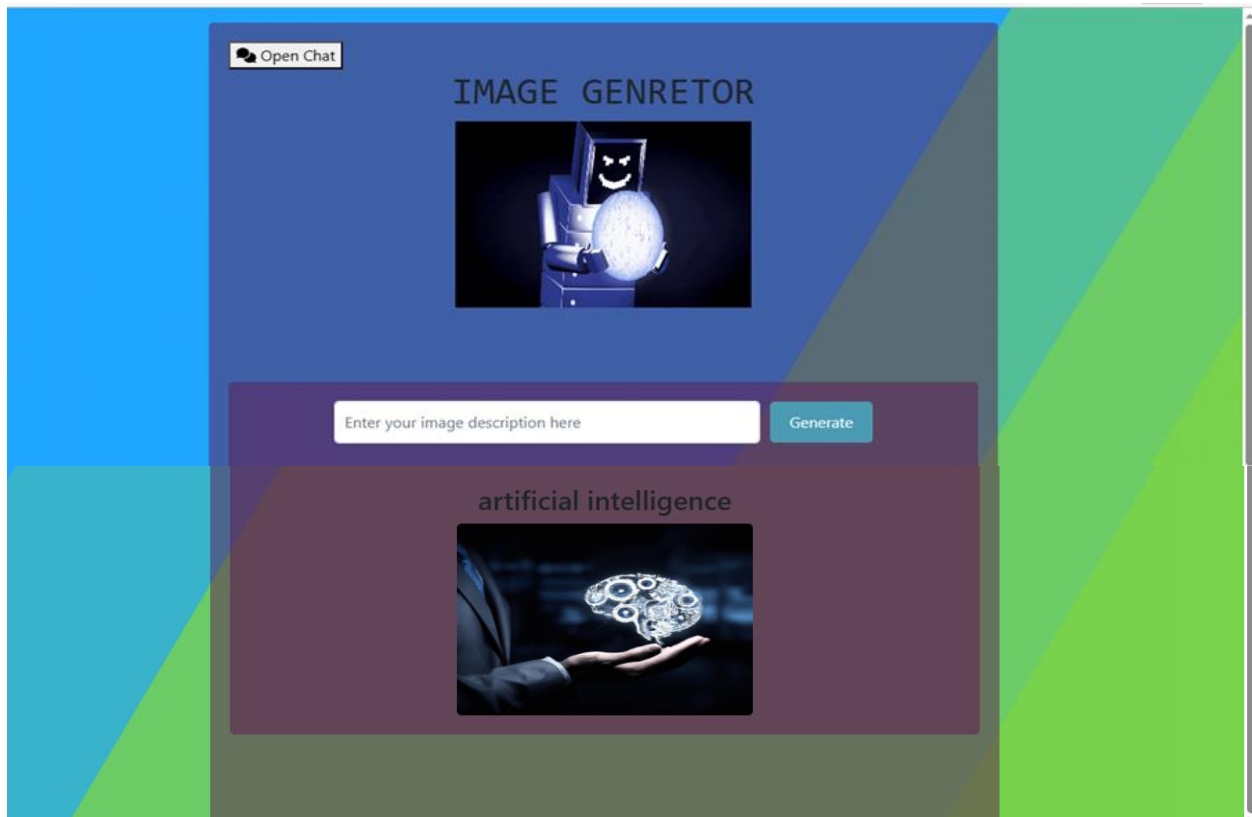 Open Chat
IMAGE GENRETOR
Enter your image description here
Generate
artificial intelligence